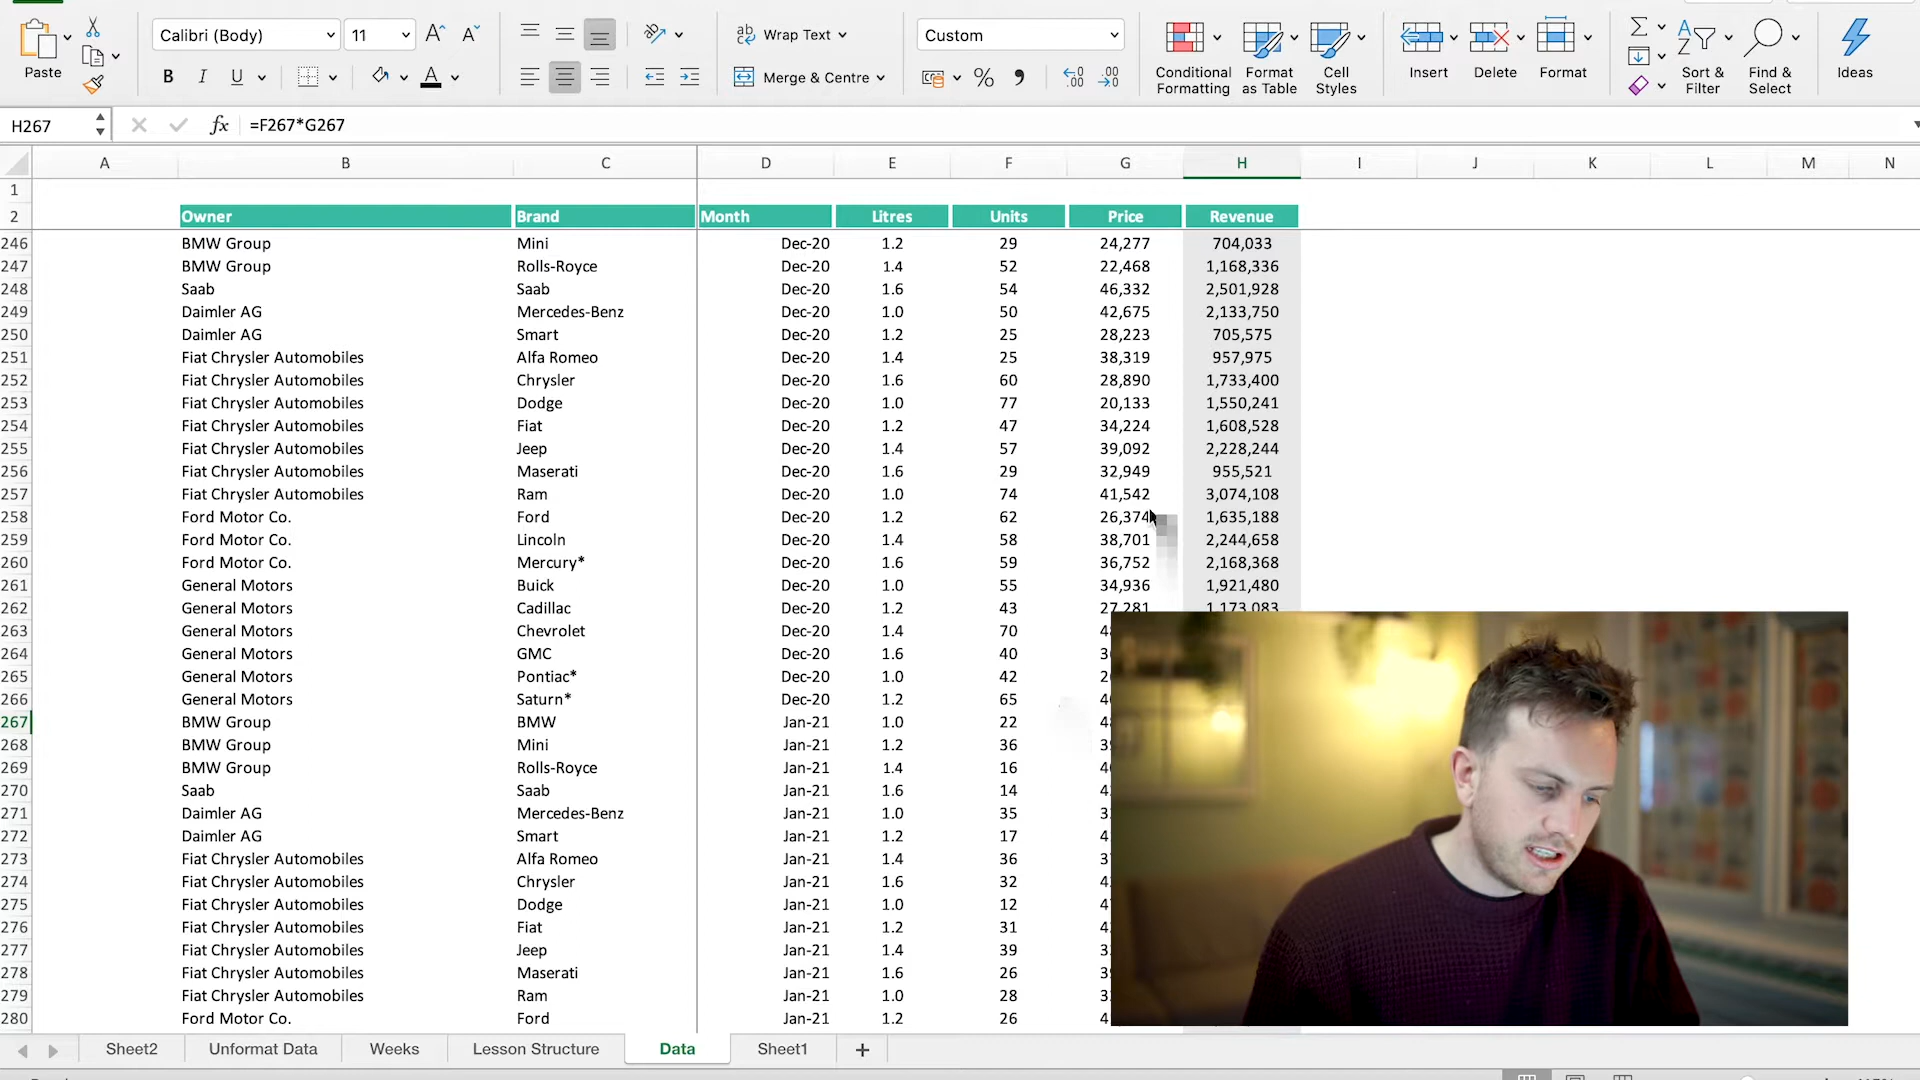 Calibri (Body) 11 A^ A˅ ab Wrap Text Custom
Paste B I U A Merge & Centre % 9 .00 .00 Conditional Formatting Format as Table Cell Styles Insert Delete Format Sort & Filter Find & Select Ideas
H267 fx =F267*G267
A B C D E F G H I J K L M N
1
2 Owner Brand Month Litres Units Price Revenue
246 BMW Group Mini Dec-20 1.2 29 24,277 704,033
247 BMW Group Rolls-Royce Dec-20 1.4 52 22,468 1,168,336
248 Saab Saab Dec-20 1.6 54 46,332 2,501,928
249 Daimler AG Mercedes-Benz Dec-20 1.0 50 42,675 2,133,750
250 Daimler AG Smart Dec-20 1.2 25 28,223 705,575
251 Fiat Chrysler Automobiles Alfa Romeo Dec-20 1.4 25 38,319 957,975
252 Fiat Chrysler Automobiles Chrysler Dec-20 1.6 60 28,890 1,733,400
253 Fiat Chrysler Automobiles Dodge Dec-20 1.0 77 20,133 1,550,241
254 Fiat Chrysler Automobiles Fiat Dec-20 1.2 47 34,224 1,608,528
255 Fiat Chrysler Automobiles Jeep Dec-20 1.4 57 39,092 2,228,244
256 Fiat Chrysler Automobiles Maserati Dec-20 1.6 29 32,949 955,521
257 Fiat Chrysler Automobiles Ram Dec-20 1.0 74 41,542 3,074,108
258 Ford Motor Co. Ford Dec-20 1.2 62 26,374 1,635,188
259 Ford Motor Co. Lincoln Dec-20 1.4 58 38,701 2,244,658
260 Ford Motor Co. Mercury* Dec-20 1.6 59 36,752 2,168,368
261 General Motors Buick Dec-20 1.0 55 34,936 1,921,480
262 General Motors Cadillac Dec-20 1.2 43 27,281 1,173,083
263 General Motors Chevrolet Dec-20 1.4 70
264 General Motors GMC Dec-20 1.6 40
265 General Motors Pontiac* Dec-20 1.0 42
266 General Motors Saturn* Dec-20 1.2 65
267 BMW Group BMW Jan-21 1.0 22
268 BMW Group Mini Jan-21 1.2 36
269 BMW Group Rolls-Royce Jan-21 1.4 16
270 Saab Saab Jan-21 1.6 14
271 Daimler AG Mercedes-Benz Jan-21 1.0 35
272 Daimler AG Smart Jan-21 1.2 17
273 Fiat Chrysler Automobiles Alfa Romeo Jan-21 1.4 36
274 Fiat Chrysler Automobiles Chrysler Jan-21 1.6 32
275 Fiat Chrysler Automobiles Dodge Jan-21 1.0 12
276 Fiat Chrysler Automobiles Fiat Jan-21 1.2 31
277 Fiat Chrysler Automobiles Jeep Jan-21 1.4 39
278 Fiat Chrysler Automobiles Maserati Jan-21 1.6 26
279 Fiat Chrysler Automobiles Ram Jan-21 1.0 28
280 Ford Motor Co. Ford Jan-21 1.2 26
Sheet2 Unformat Data Weeks Lesson Structure Data Sheet1 +